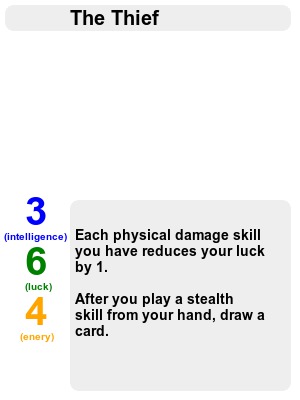 The Thief
3
(intelligence)
6
(luck)
4
(enery)
Each physical damage skill
you have reduces your luck
by 1.
After you play a stealth
skill from your hand, draw a
card.